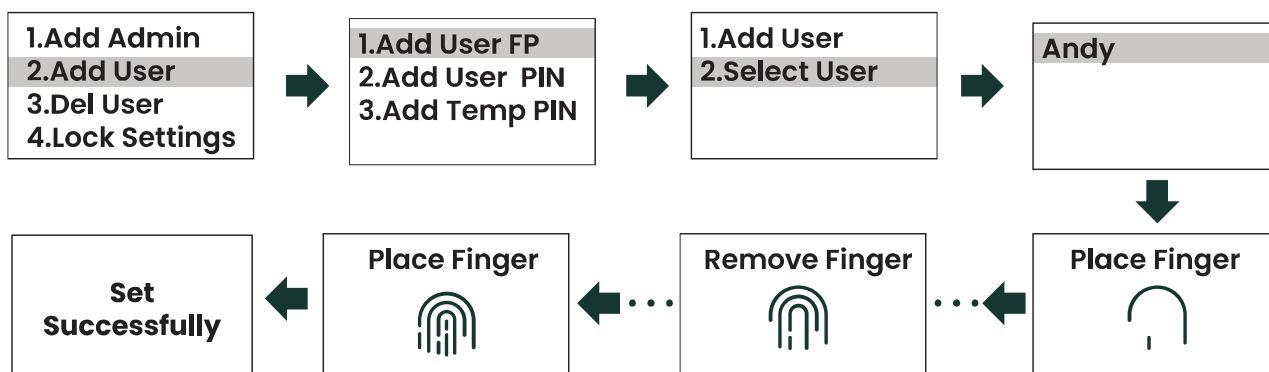 1.Add Admin
2.Add User
3.Del User
4.Lock Settings
1.Add User FP
2.Add User PIN
3.Add Temp PIN
1.Add User
2.Select User
Andy
Place Finger
Remove Finger
Place Finger
Set
Successfully